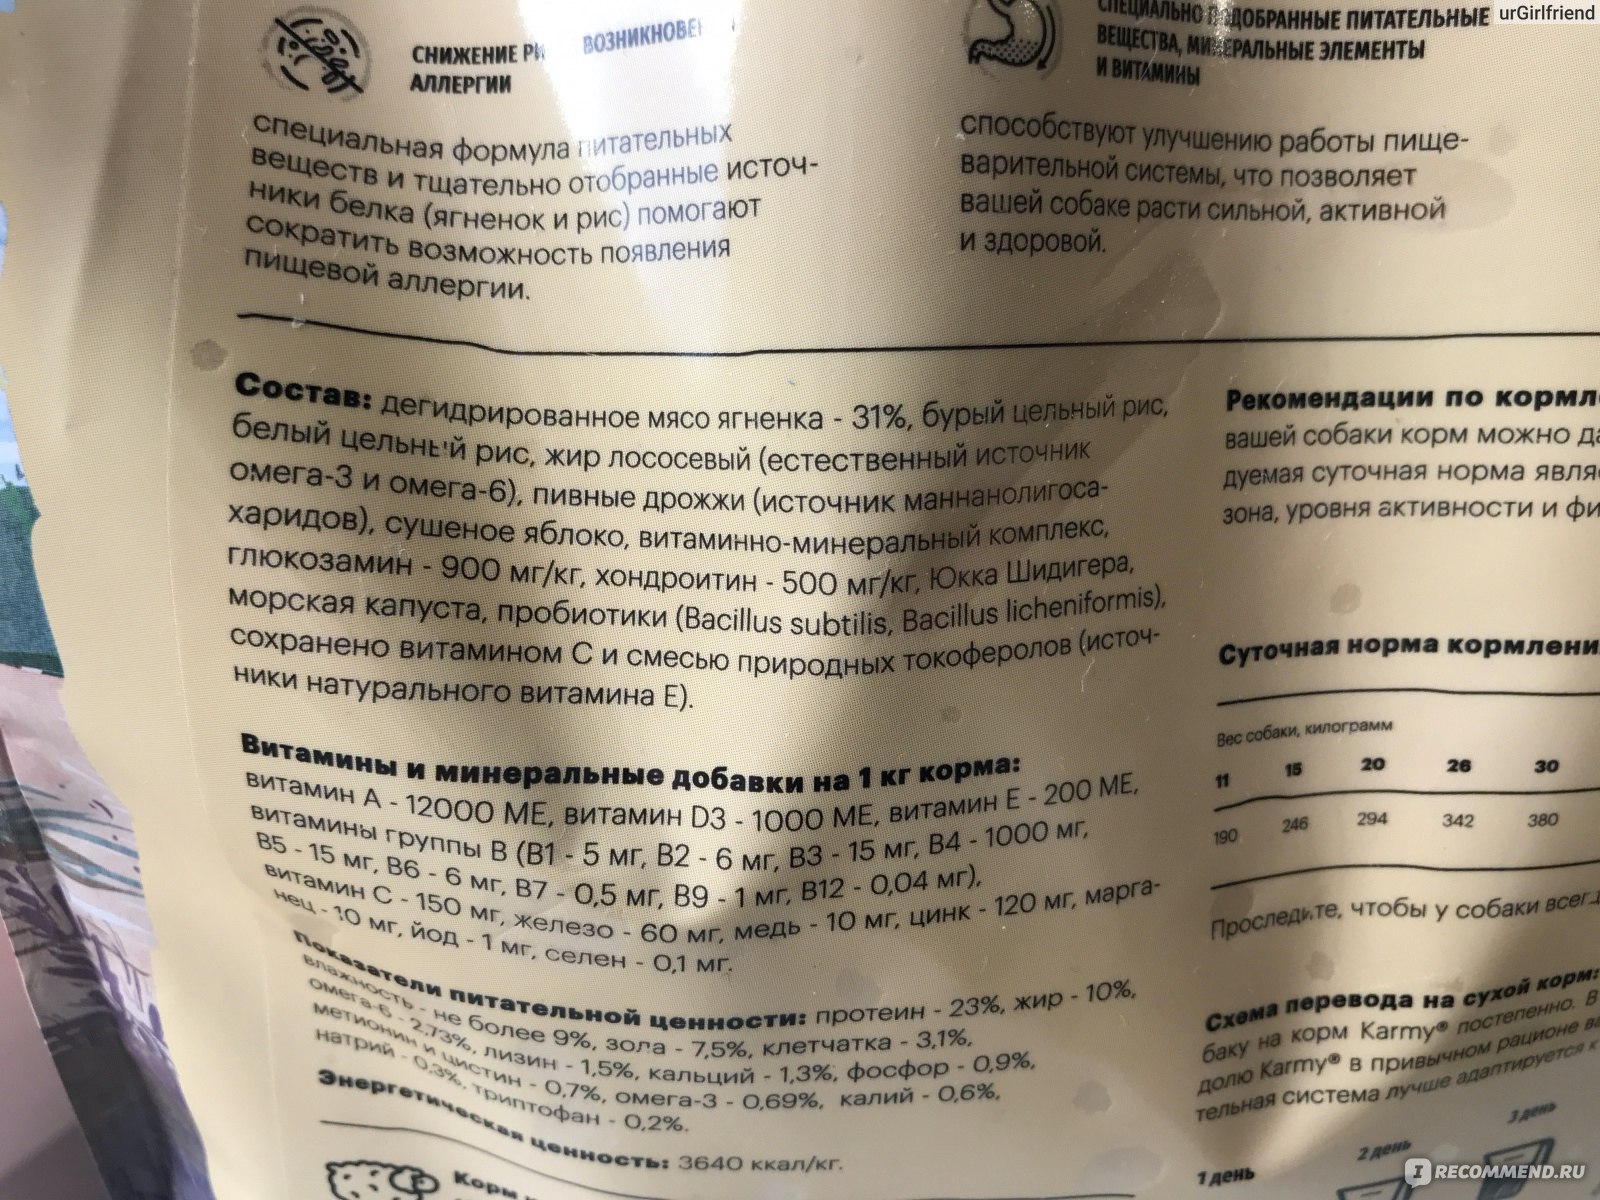 urGirlfriend
СНИЖЕНИЕ ВОЗНИКНОВЕ
АЛЛЕРГИИ
специальная формула питательных
веществ и тщательно отобранные источ-
ники белка (ягненок и рис) помогают
сократить возможность появления
пищевой аллергии.
СПЕЦИАЛЬНО ПОДОБРАННЫЕ ПИТАТЕЛЬНЫЕ
ВЕЩЕСТВА, МИНЕРАЛЬНЫЕ ЭЛЕМЕНТЫ
И ВИТАМИНЫ
способствуют улучшению работы пище-
варительной системы, что позволяет
вашей собаке расти сильной, активной
и здоровой.
Состав: дегидрированное мясо ягненка - 31%, бурый цельный рис,
белый цельный рис, жир лососевый (естественный источник
омега-3 и омега-6), пивные дрожжи (источник маннанолигоса-
харидов), сушеное яблоко, витаминно-минеральный комплекс,
глюкозамин - 900 мг/кг, хондроитин - 500 мг/кг, Юкка Шидигера,
морская капуста, пробиотики (Bacillus subtilis, Bacillus licheniformis),
сохранено витамином С и смесью природных токоферолов (источ-
ники натурального витамина Е).
Витамины и минеральные добавки на 1 кг корма:
витамин А - 12000 МЕ, витамин D3 - 1000 МЕ, витамин Е - 200 МЕ,
витамины группы В (В1 - 5 мг, В2 - 6 мг, В3 - 15 мг, В4 - 1000 мг,
В5 - 15 мг, В6 - 6 мг, В7 - 0,5 мг, В9 - 1 мг, В12 - 0,04 мг),
витамин С - 150 мг, железо - 60 мг, медь - 10 мг, цинк - 120 мг, марга-
нец - 10 мг, йод - 1 мг, селен - 0,1 мг.
Показатели питательной ценности: протеин - 23%, жир - 10%,
влажность - не более 9%, зола - 7,5%, клетчатка - 3,1%,
омега-6 - 2,73%, лизин - 1,5%, кальций - 1,3%, фосфор - 0,9%,
метионин и цистин - 0,7%, омега-3 - 0,69%, калий - 0,6%,
натрий - 0,3%, триптофан - 0,2%.
Энергетическая ценность: 3640 ккал/кг.
Корм
Рекомендации по кормл
вашей собаки корм можно да
дуемая суточная норма явля
зона, уровня активности и фи
Суточная норма кормлени
Вес собаки, килограмм
11 15 20 26 30
190 246 294 342 380
Проследите, чтобы у собаки всег
Схема перевода на сухой корм:
баку на корм Karmy® постепенно. В
долю Karmy® в привычном рационе ва
тельная система лучше адаптируется к
1 день 2 день 3 день
IRECOMMEND.RU